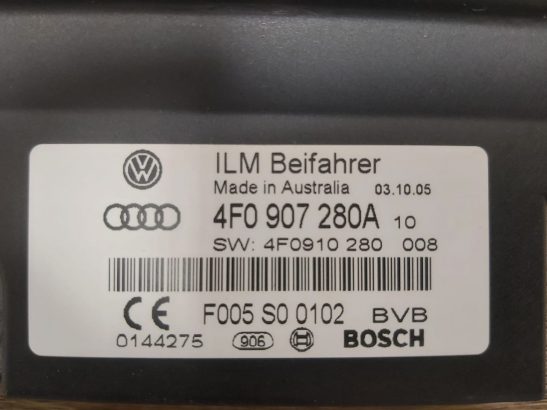 ILM Beifahrer
Made in Australia 03.10.05
4F0 907 280A 10
SW: 4F0910 280 008
CE F005 S0 0102 BVB
0144275 906 BOSCH